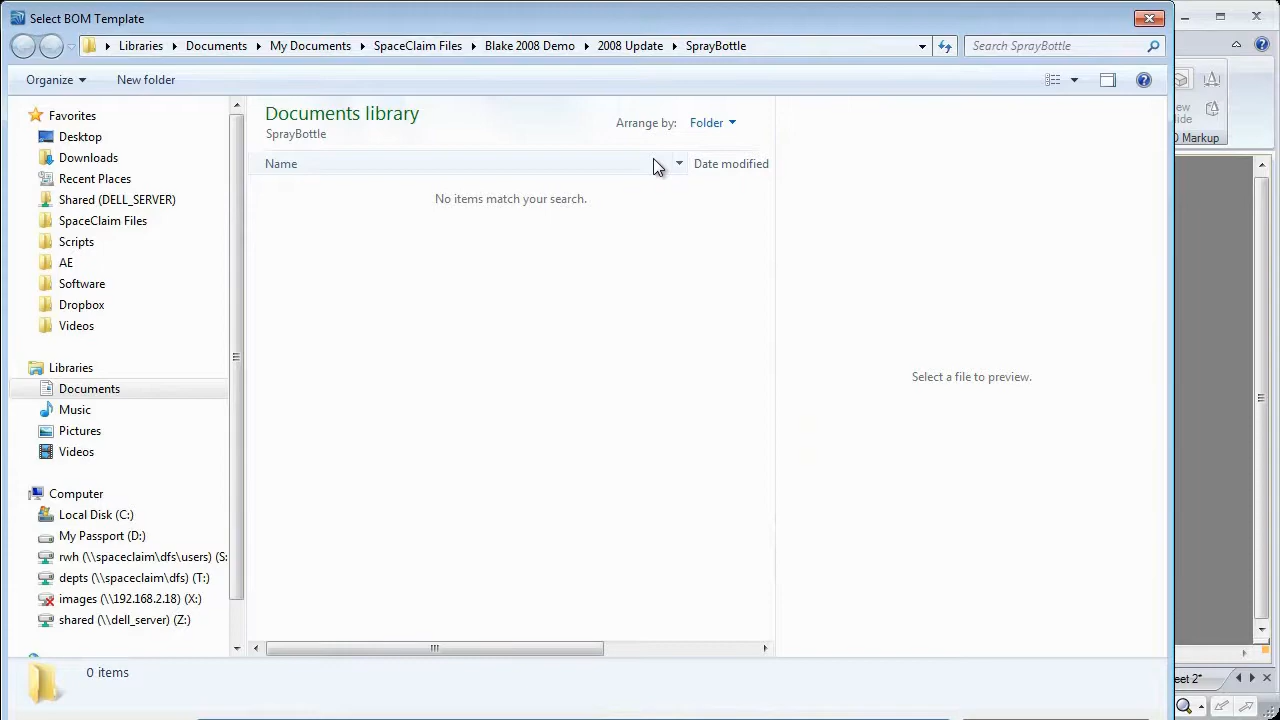 Select BOM Template
Libraries Documents My Documents SpaceClaim Files Blake 2008 Demo 2008 Update SprayBottle Search SprayBottle
Organize New folder
Documents library
SprayBottle
Arrange by: Folder
Name Date modified
No items match your search.
Select a file to preview.
Favorites
Desktop
Downloads
Recent Places
Shared (DELL_SERVER)
SpaceClaim Files
Scripts
AE
Software
Dropbox
Videos
Libraries
Documents
Music
Pictures
Videos
Computer
Local Disk (C:)
My Passport (D:)
rwh (\\spaceclaim\dfs\users) (S:
depts (\\spaceclaim\dfs) (T:)
images (\\192.168.2.18) (X:)
shared (\\dell_server) (Z:)
0 items
Markup